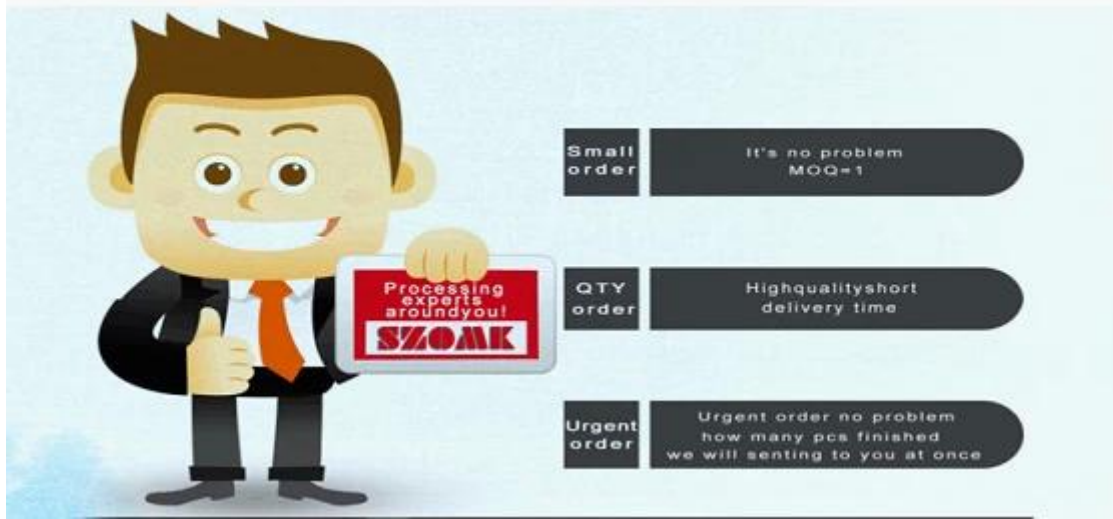 Processing
experts
aroundyou!
SZOMK
Small
order
It's no problem
MOQ=1
QTY
order
Highqualityshort
delivery time
Urgent
order
Urgent order no problem
how many pcs finished
we will senting to you at once